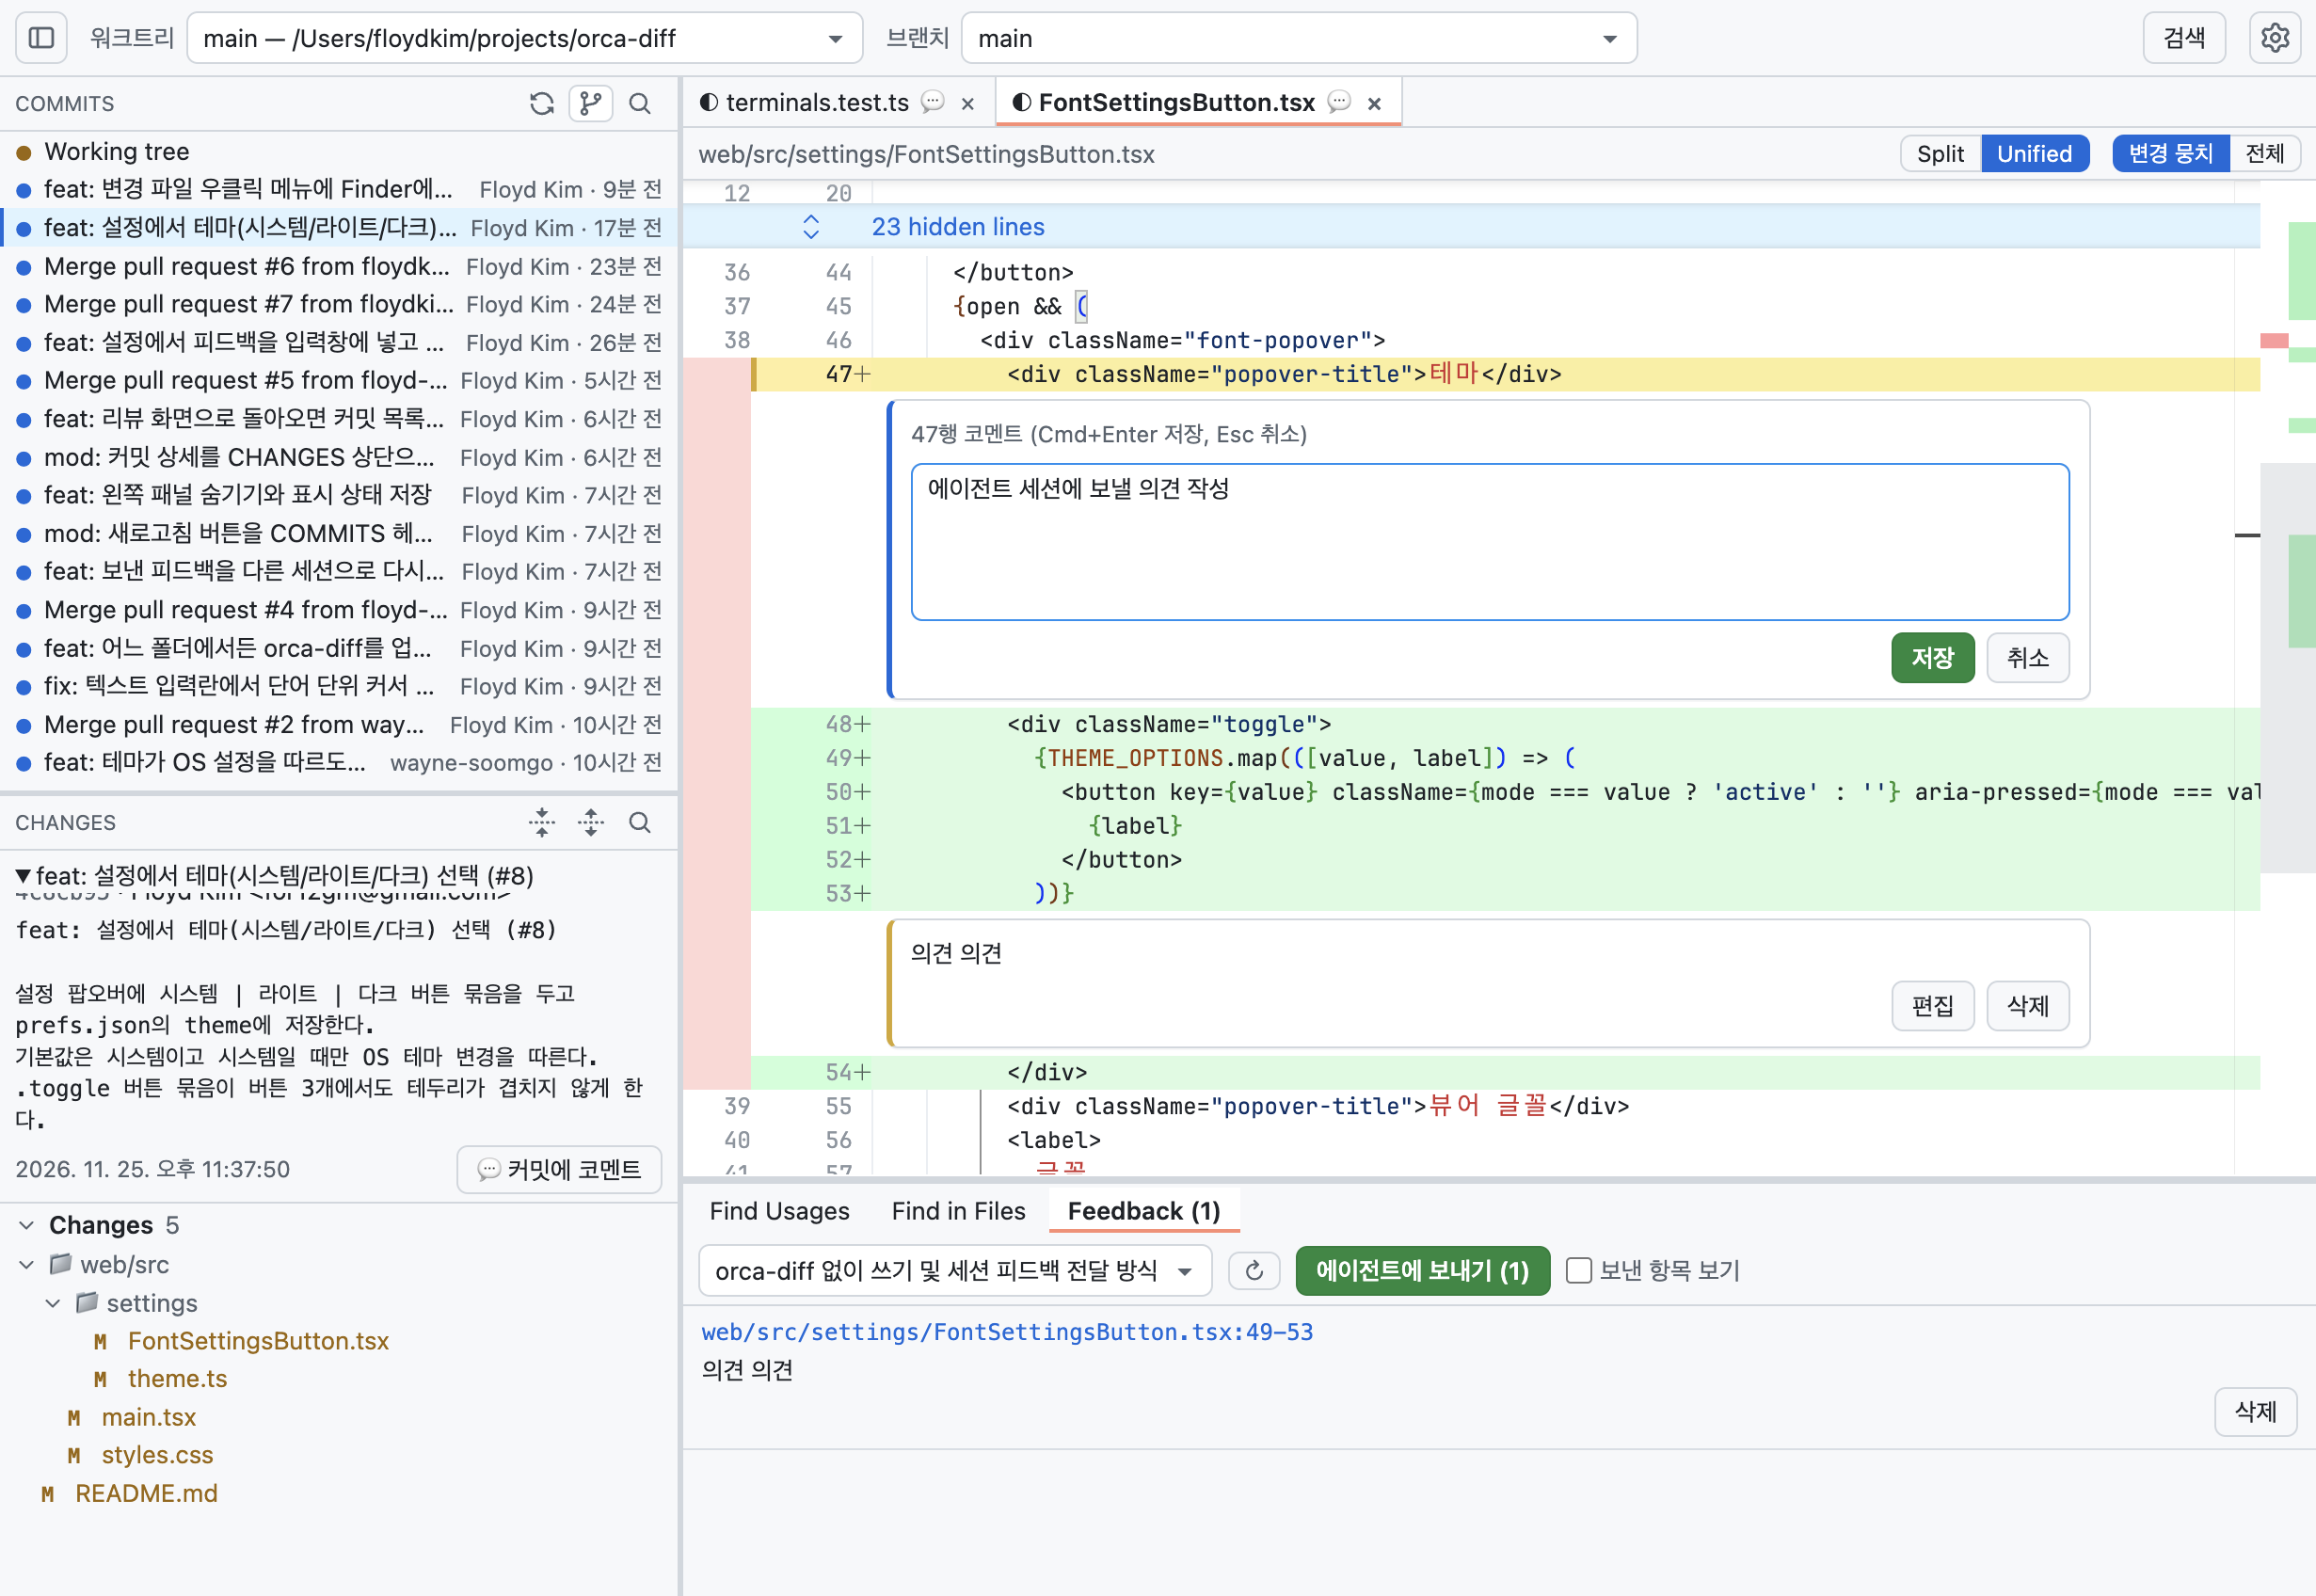 워크트리 main — /Users/floydkim/projects/orca-diff 브랜치 main 검색
COMMITS
Working tree
feat: 변경 파일 우클릭 메뉴에 Finder에... Floyd Kim · 9분 전
feat: 설정에서 테마(시스템/라이트/다크)... Floyd Kim · 17분 전
Merge pull request #6 from floydk... Floyd Kim · 23분 전
Merge pull request #7 from floydki... Floyd Kim · 24분 전
feat: 설정에서 피드백을 입력창에 넣고 ... Floyd Kim · 26분 전
Merge pull request #5 from floyd-... Floyd Kim · 5시간 전
feat: 리뷰 화면으로 돌아오면 커밋 목록... Floyd Kim · 6시간 전
mod: 커밋 상세를 CHANGES 상단으... Floyd Kim · 6시간 전
feat: 왼쪽 패널 숨기기와 표시 상태 저장 Floyd Kim · 7시간 전
mod: 새로고침 버튼을 COMMITS 헤... Floyd Kim · 7시간 전
feat: 보낸 피드백을 다른 세션으로 다시... Floyd Kim · 7시간 전
Merge pull request #4 from floyd-... Floyd Kim · 9시간 전
feat: 어느 폴더에서든 orca-diff를 업... Floyd Kim · 9시간 전
fix: 텍스트 입력란에서 단어 단위 커서 ... Floyd Kim · 9시간 전
Merge pull request #2 from way... Floyd Kim · 10시간 전
feat: 테마가 OS 설정을 따르도... wayne-soomgo · 10시간 전
CHANGES
feat: 설정에서 테마(시스템/라이트/다크) 선택 (#8)
feat: 설정에서 테마(시스템/라이트/다크) 선택 (#8)
설정 팝오버에 시스템 | 라이트 | 다크 버튼 묶음을 두고
prefs.json의 theme에 저장한다.
기본값은 시스템이고 시스템일 때만 OS 테마 변경을 따른다.
.toggle 버튼 묶음이 버튼 3개에서도 테두리가 겹치지 않게 한
다.
2026. 11. 25. 오후 11:37:50 커밋에 코멘트
Changes 5
web/src
settings
M FontSettingsButton.tsx
M theme.ts
M main.tsx
M styles.css
M README.md
terminals.test.ts × FontSettingsButton.tsx ×
web/src/settings/FontSettingsButton.tsx Split Unified 변경 뭉치 전체
12 20
23 hidden lines
36 44 </button>
37 45 {open && (
38 46 <div className="font-popover">
47+ <div className="popover-title">테마</div>
47행 코멘트 (Cmd+Enter 저장, Esc 취소)
에이전트 세션에 보낼 의견 작성
저장 취소
48+ <div className="toggle">
49+ {THEME_OPTIONS.map(([value, label]) => (
50+ <button key={value} className={mode === value ? 'active' : ''} aria-pressed={mode === val
51+ {label}
52+ </button>
53+ ))}
의견 의견
편집 삭제
54+ </div>
39 55 <div className="popover-title">뷰어 글꼴</div>
40 56 <label>
41 57 글꼴
Find Usages Find in Files Feedback (1)
orca-diff 없이 쓰기 및 세션 피드백 전달 방식 에이전트에 보내기 (1) 보낸 항목 보기
web/src/settings/FontSettingsButton.tsx:49–53
의견 의견
삭제